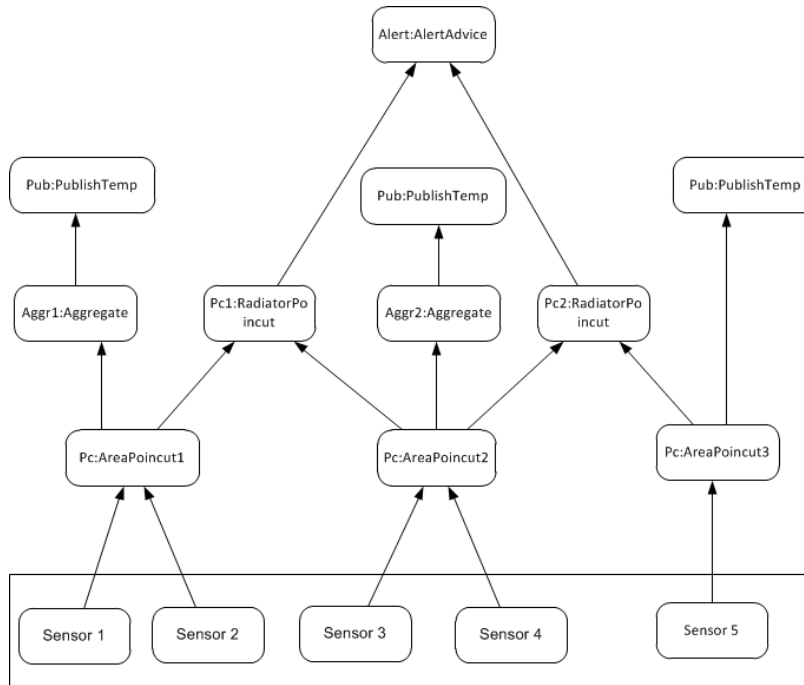 Alert:AlertAdvice
Pub:PublishTemp
Pub:PublishTemp
Pub:PublishTemp
Aggr1:Aggregate
Pc1:RadiatorPo
incut
Aggr2:Aggregate
Pc2:RadiatorPo
incut
Pc:AreaPoincut1
Pc:AreaPoincut2
Pc:AreaPoincut3
Sensor 1
Sensor 2
Sensor 3
Sensor 4
Sensor 5